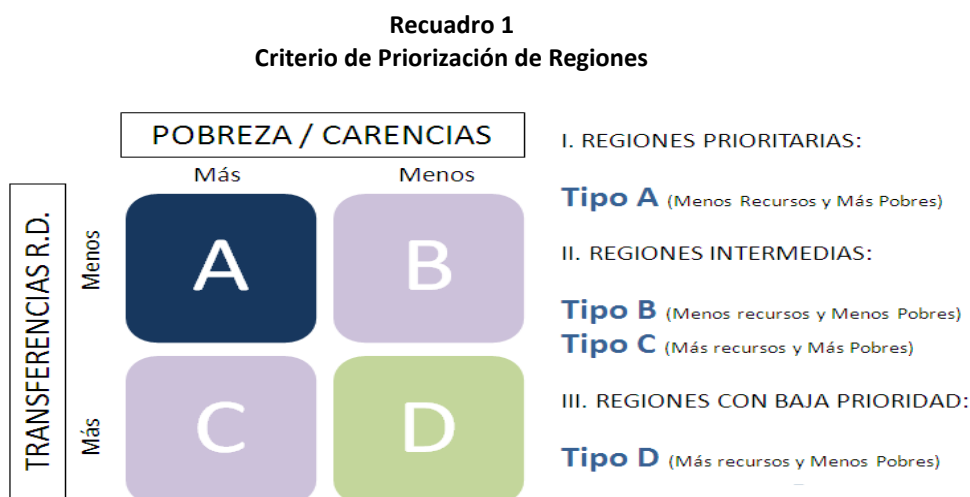 Recuadro 1
Criterio de Priorización de Regiones
POBREZA / CARENCIAS
Más Menos
TRANSFERENCIAS R.D.
Menos
Más
A B
C D
I. REGIONES PRIORITARIAS:
Tipo A (Menos Recursos y Más Pobres)
II. REGIONES INTERMEDIAS:
Tipo B (Menos recursos y Menos Pobres)
Tipo C (Más recursos y Más Pobres)
III. REGIONES CON BAJA PRIORIDAD:
Tipo D (Más recursos y Menos Pobres)